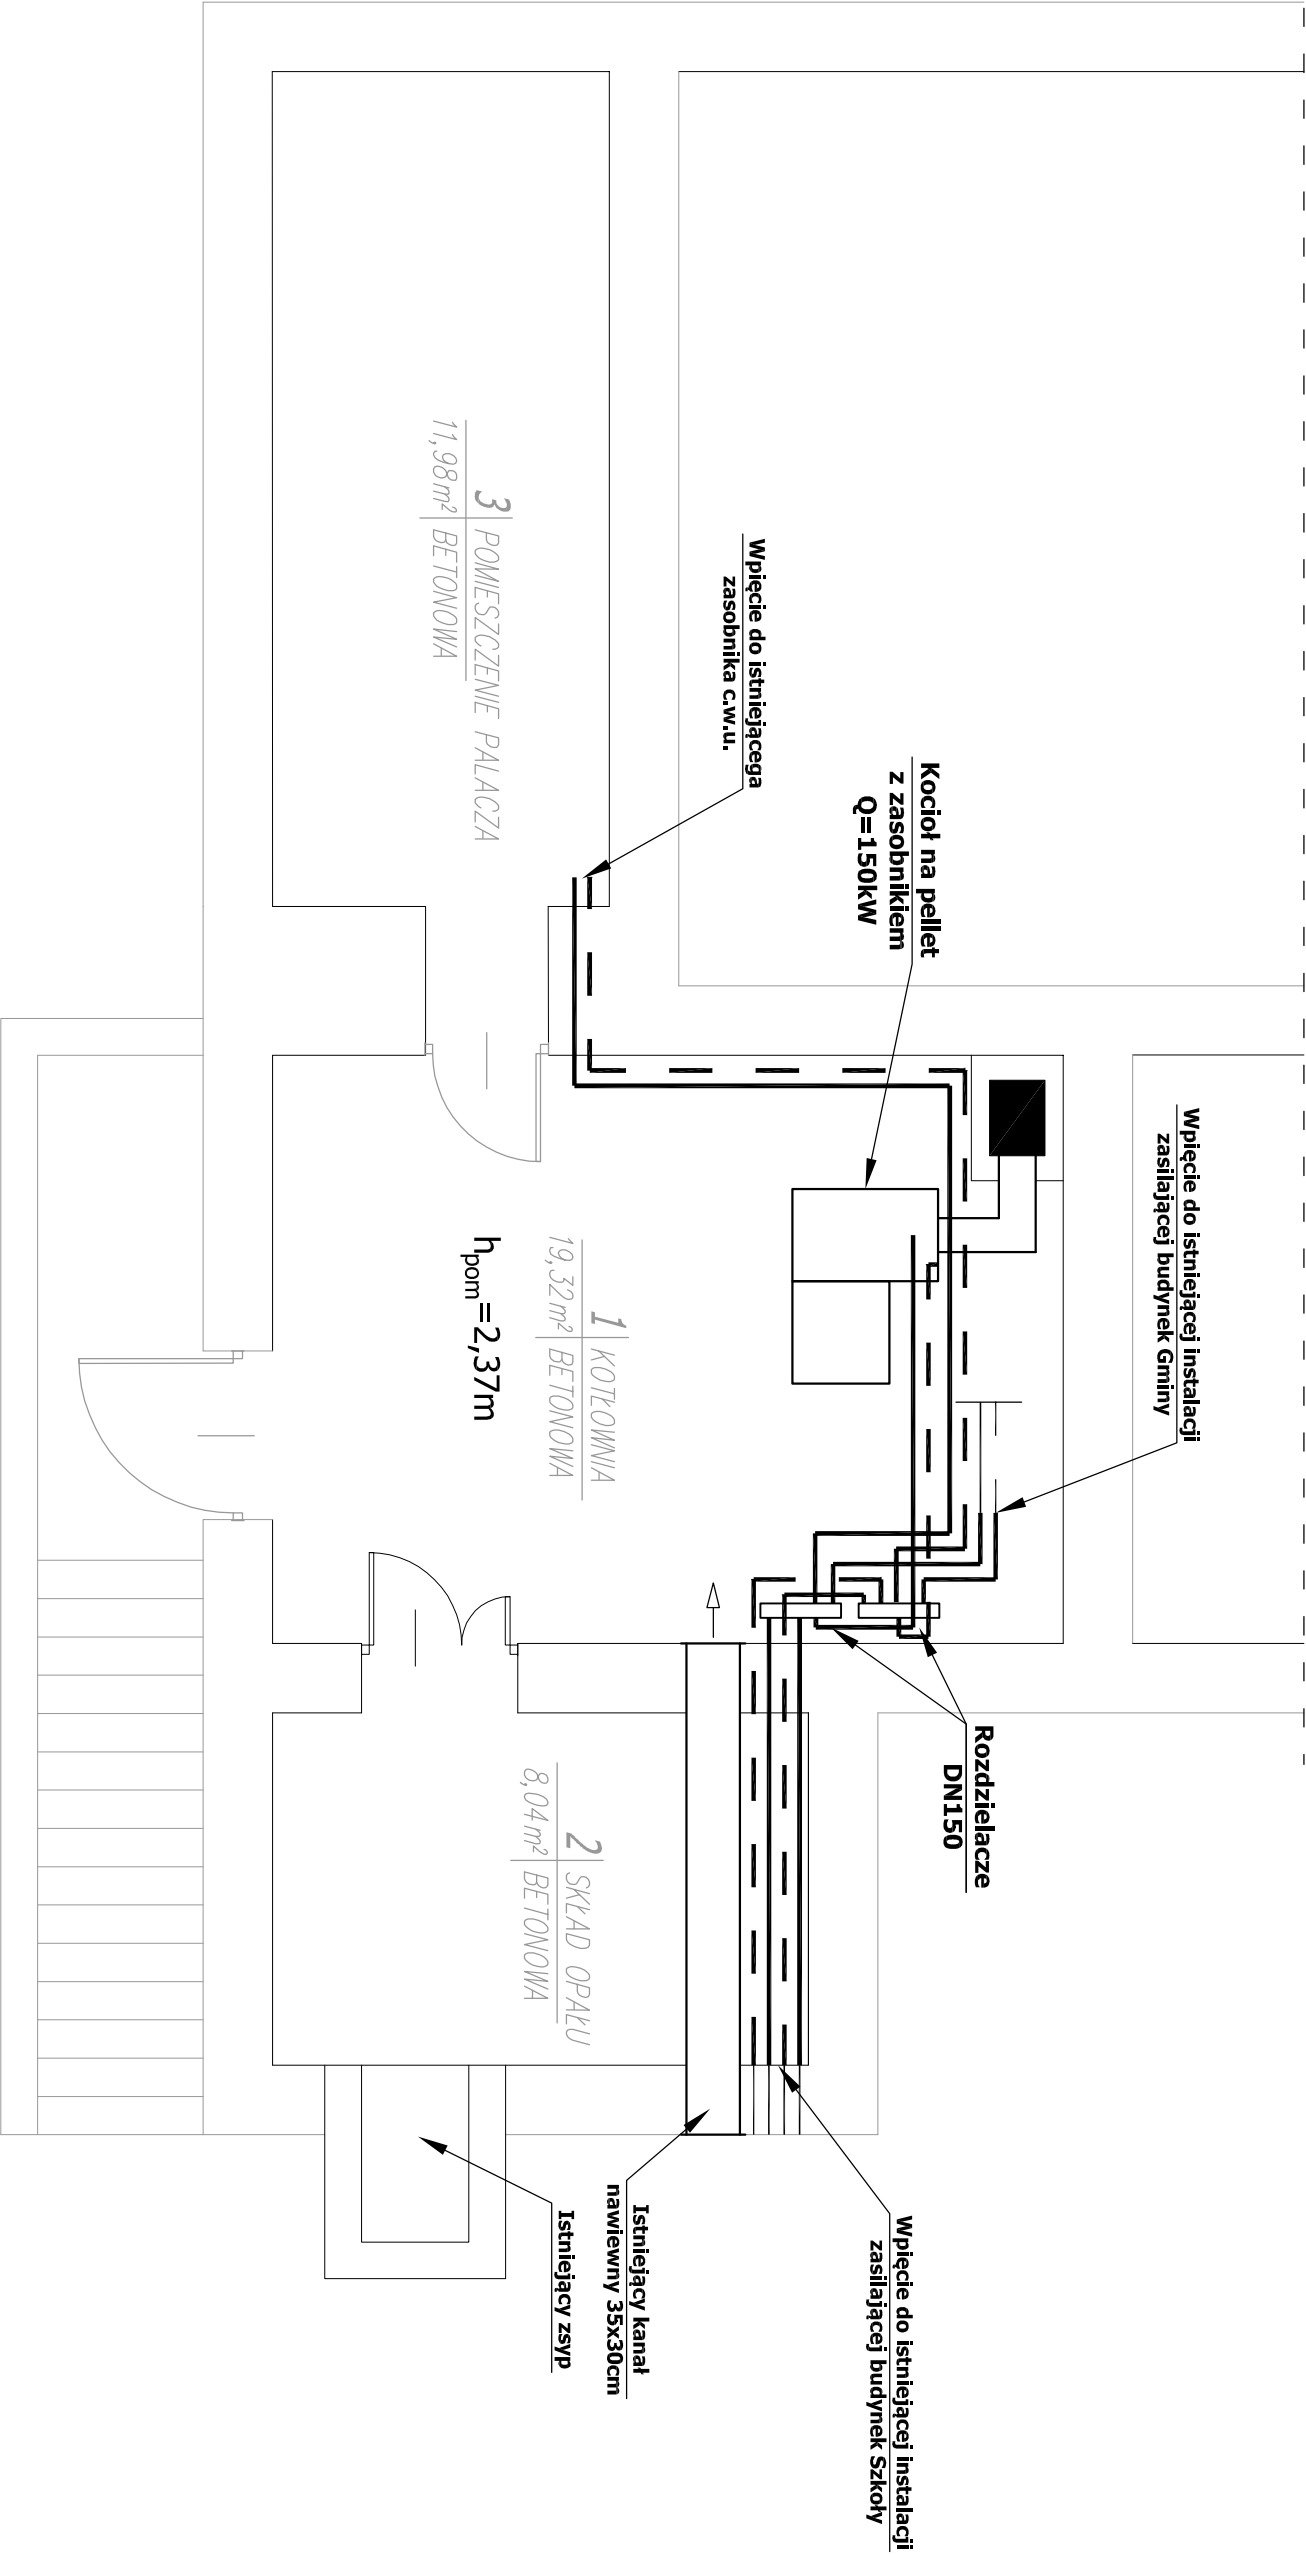 Wpięcie do istniejącej instalacji
zasilającej budynek Gminy
Kocioł na pellet
z zasobnikiem
Q=150kW
Wpięcie do istniejącega
zasobnika c.w.u.
Rozdzielacze
DN150
Wpięcie do istniejącej instalacji
zasilającej budynek Szkoły
3 POMIESZCZENIE PALACZA
11,98m² BETONOWA
1 KOTŁOWNIA
19,32m² BETONOWA
hpom=2,37m
2 SKŁAD OPAŁU
8,04m² BETONOWA
Istniejący kanał
nawiewny 35x30cm
Istniejący zsyp